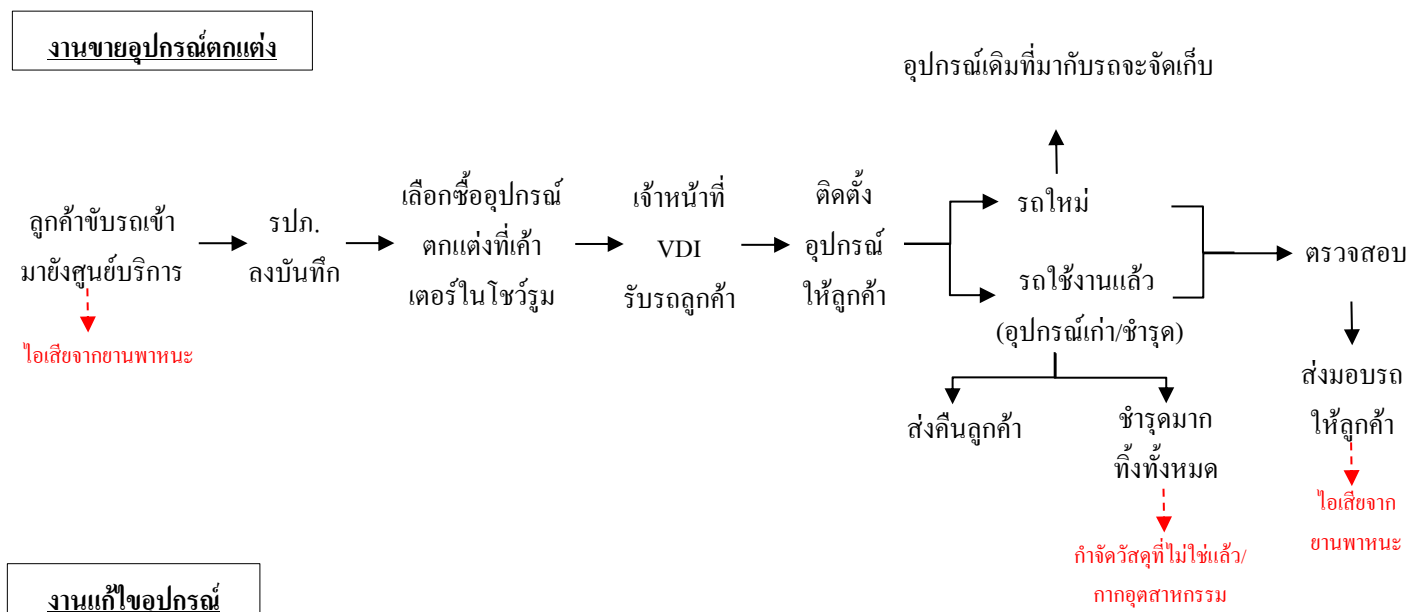 งานขายอุปกรณ์ตกแต่ง
อุปกรณ์เดิมที่มากับรถจะจัดเก็บ
ลูกค้าขับรถเข้า
มายังศูนย์บริการ
ไอเสียจากยานพาหนะ
รปภ.
ลงบันทึก
เลือกซื้ออุปกรณ์
ตกแต่งที่เค้า
เตอร์ในโชว์รูม
เจ้าหน้าที่
VDI
รับรถลูกค้า
ติดตั้ง
อุปกรณ์
ให้ลูกค้า
รถใหม่
รถใช้งานแล้ว
(อุปกรณ์เก่า/ชำรุด)
ส่งคืนลูกค้า
ชำรุดมาก
ทิ้งทั้งหมด
กำจัดวัสดุที่ไม่ใช่แล้ว/
กากอุตสาหกรรม
ตรวจสอบ
ส่งมอบรถ
ให้ลูกค้า
ไอเสียจาก
ยานพาหนะ
งานแก้ไขอุปกรณ์